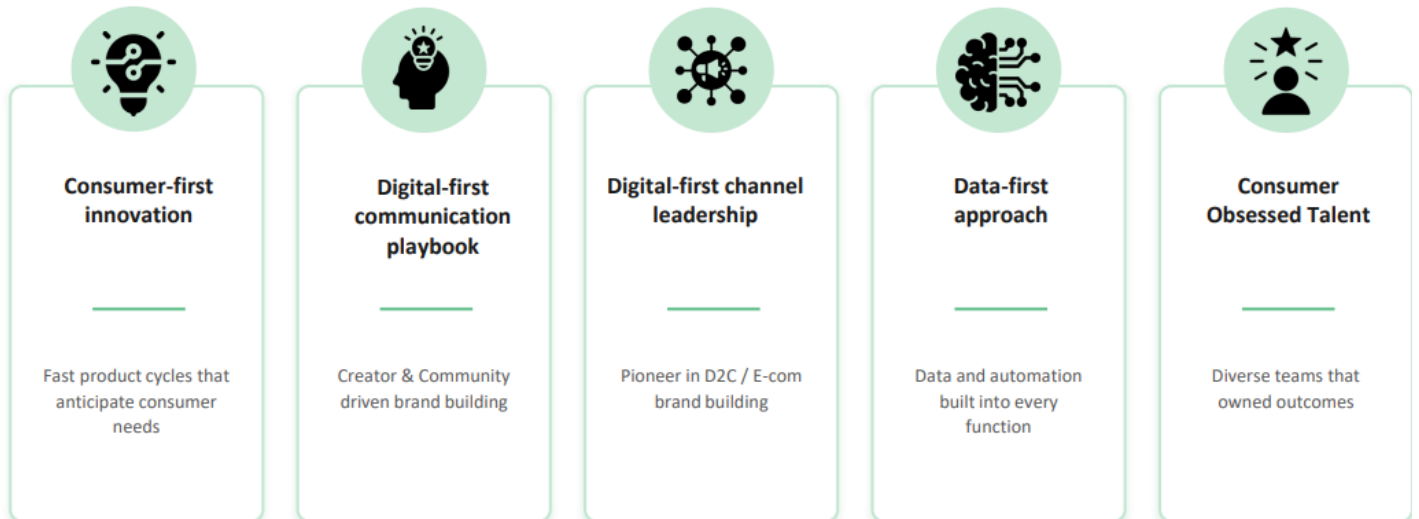 Consumer-first
innovation
Fast product cycles that
anticipate consumer
needs
Digital-first
communication
playbook
Creator & Community
driven brand building
Digital-first channel
leadership
Pioneer in D2C / E-com
brand building
Data-first
approach
Data and automation
built into every
function
Consumer
Obsessed Talent
Diverse teams that
owned outcomes